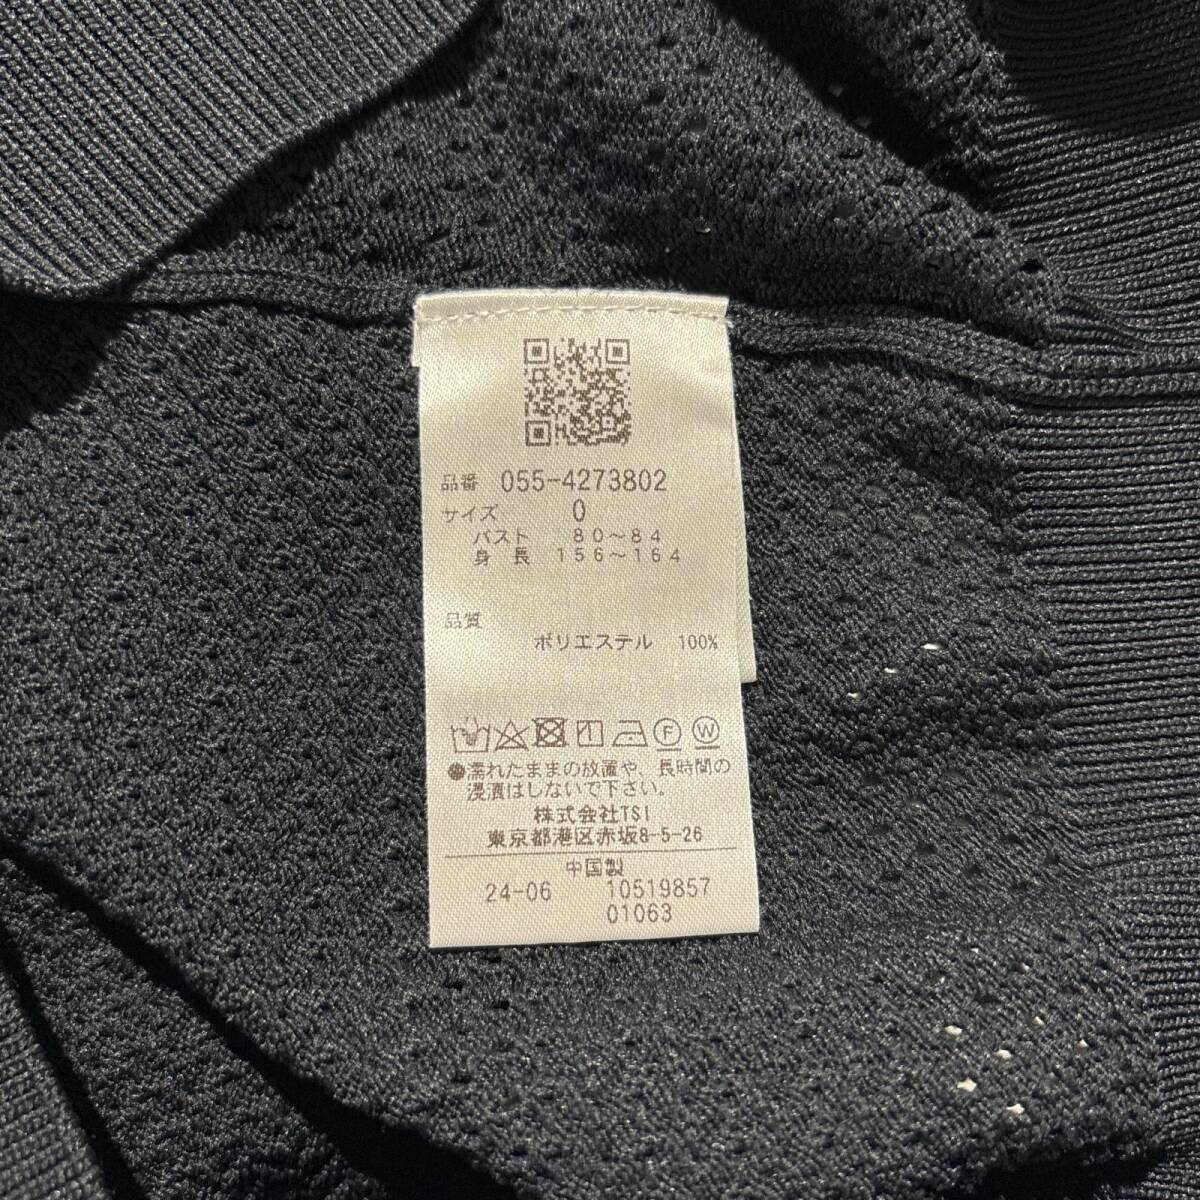 品番 055-4273802
サイズ 0
バスト 80～84
身長 156～164
品質
ポリエステル 100%
F W
●濡れたままの放置や、長時間の
浸漬はしないで下さい。
株式会社TSI
東京都港区赤坂8-5-26
中国製
24-06 10519857
01063